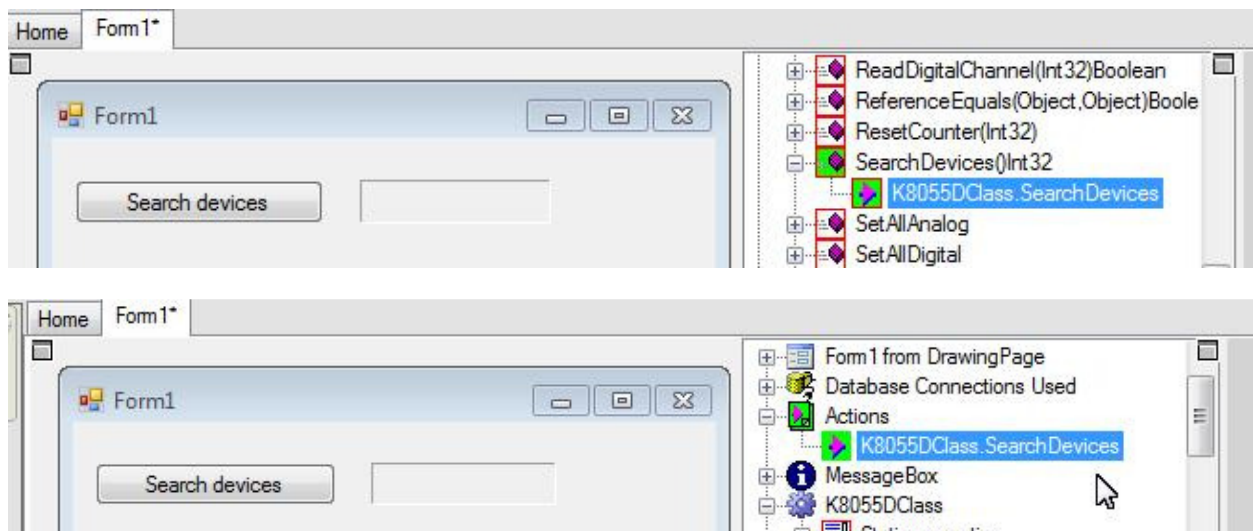 Home Form1*
Form1
Search devices
ReadDigitalChannel(Int32)Boolean
ReferenceEquals(Object,Object)Boole
ResetCounter(Int32)
SearchDevices()Int32
K8055DClass.SearchDevices
SetAllAnalog
SetAllDigital
Home Form1*
Form1
Search devices
Form1 from DrawingPage
Database Connections Used
Actions
K8055DClass.SearchDevices
MessageBox
K8055DClass